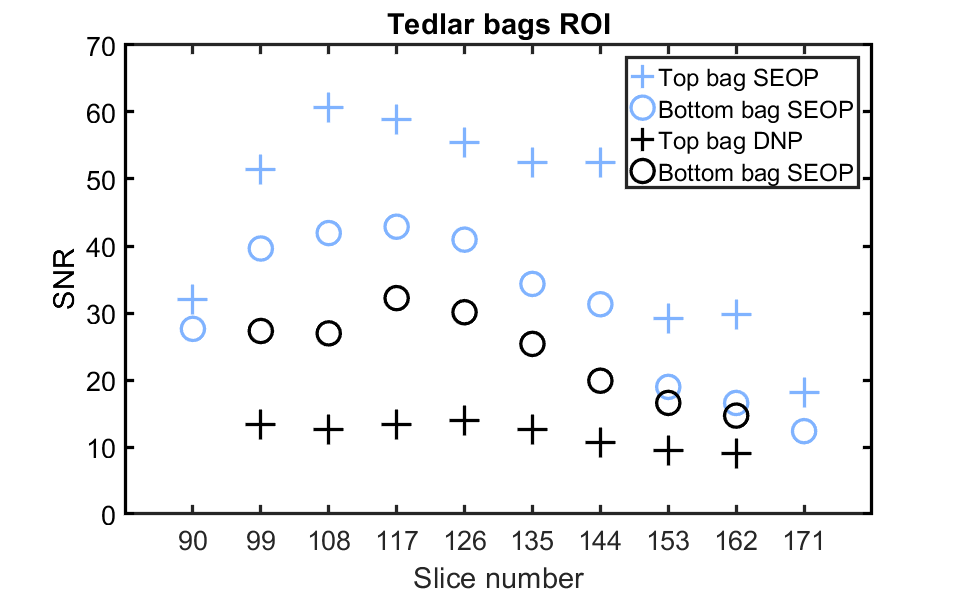 Tedlar bags ROI
70
60
50
40
30
20
10
0
SNR
Top bag SEOP
Bottom bag SEOP
Top bag DNP
Bottom bag SEOP
90 99 108 117 126 135 144 153 162 171
Slice number